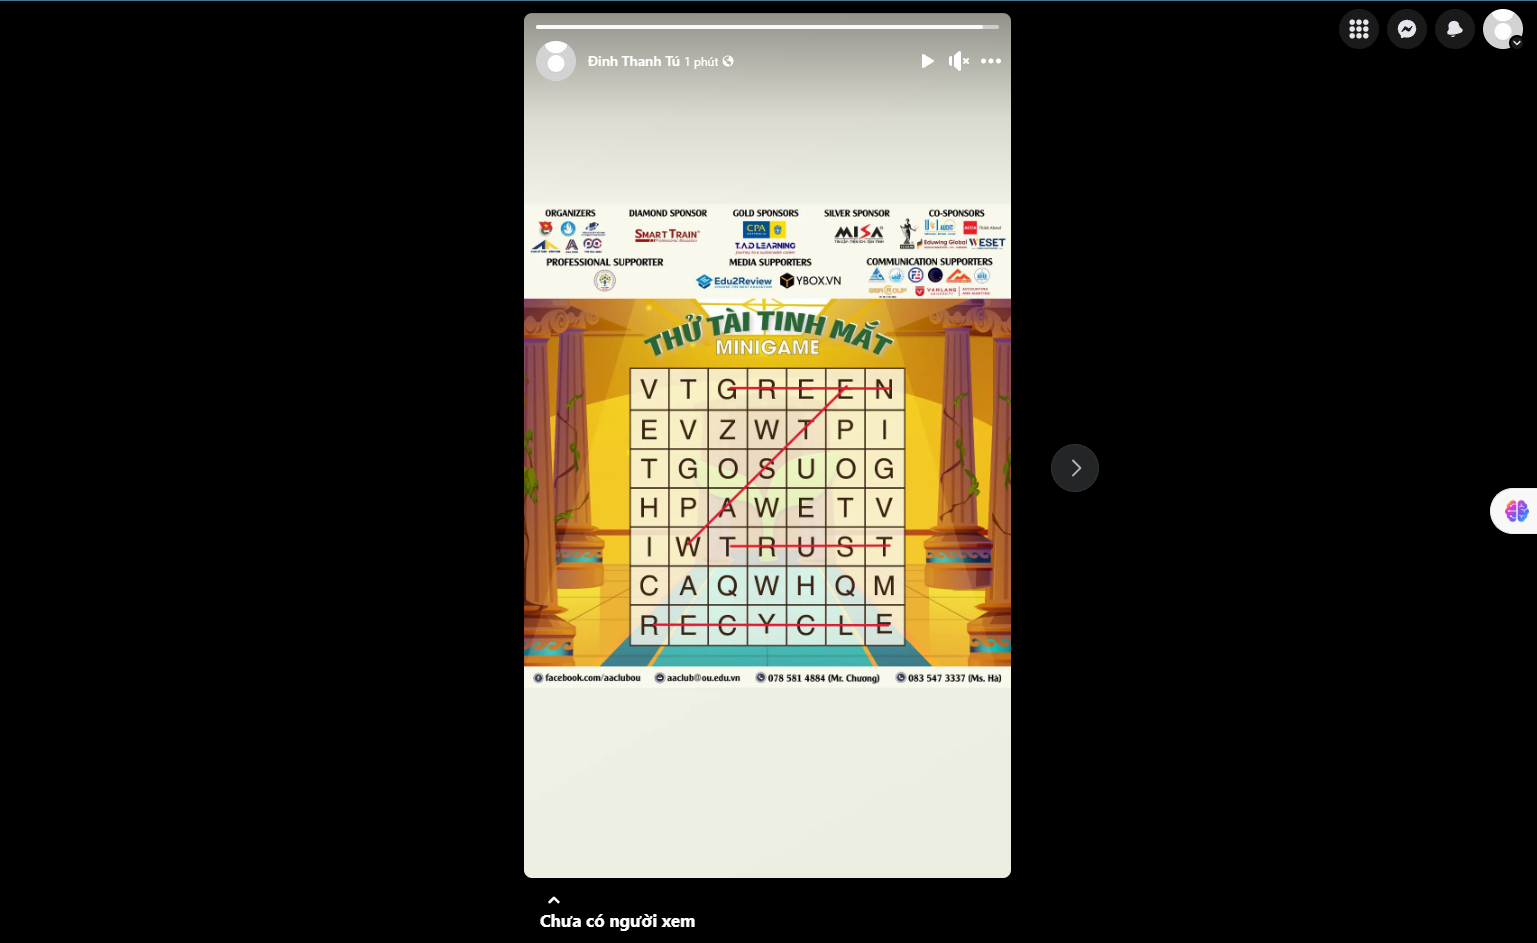 Đinh Thanh Tú 1 phút
ORGANIZERS
DIAMOND SPONSOR
GOLD SPONSORS
SILVER SPONSOR
CO-SPONSORS
SMART TRAIN
CPA
MISA
T.A.D LEARNING
ACCA
Eduwing Global
WESET
PROFESSIONAL SUPPORTER
MEDIA SUPPORTERS
COMMUNICATION SUPPORTERS
Edu2Review
YBOX.VN
VAN LANG
THỬ TÀI TINH MẮT
MINIGAME
V T G R E E N
E V Z W T P I
T G O S U O G
H P A W E T V
I W T R U S T
C A Q W H Q M
R E C Y C L E
facebook.com/aaclubou aaclub@ou.edu.vn 078 581 4884 (Mr. Chương) 083 547 3337 (Ms. Hà)
Chưa có người xem